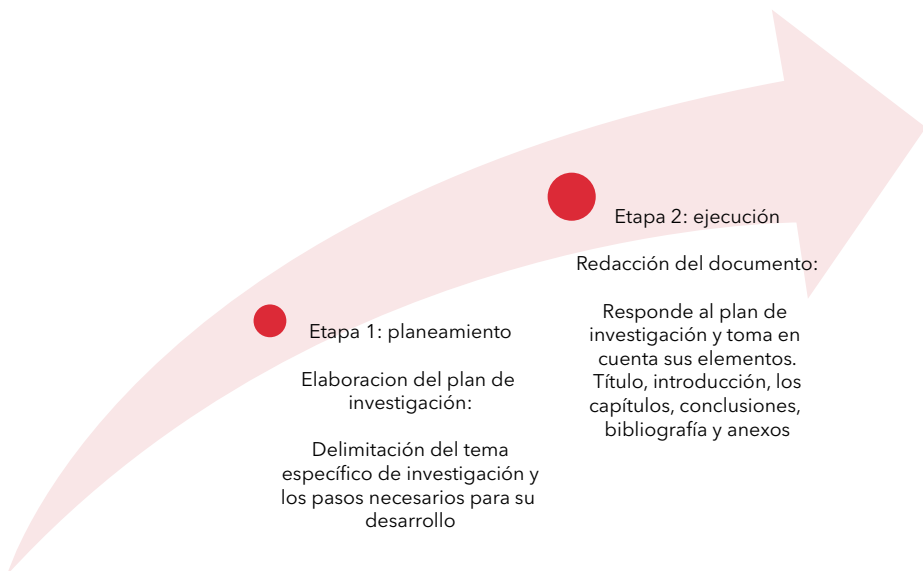 Etapa 1: planeamiento
Elaboracion del plan de
investigación:
Delimitación del tema
específico de investigación y
los pasos necesarios para su
desarrollo
Etapa 2: ejecución
Redacción del documento:
Responde al plan de
investigación y toma en
cuenta sus elementos.
Título, introducción, los
capítulos, conclusiones,
bibliografía y anexos